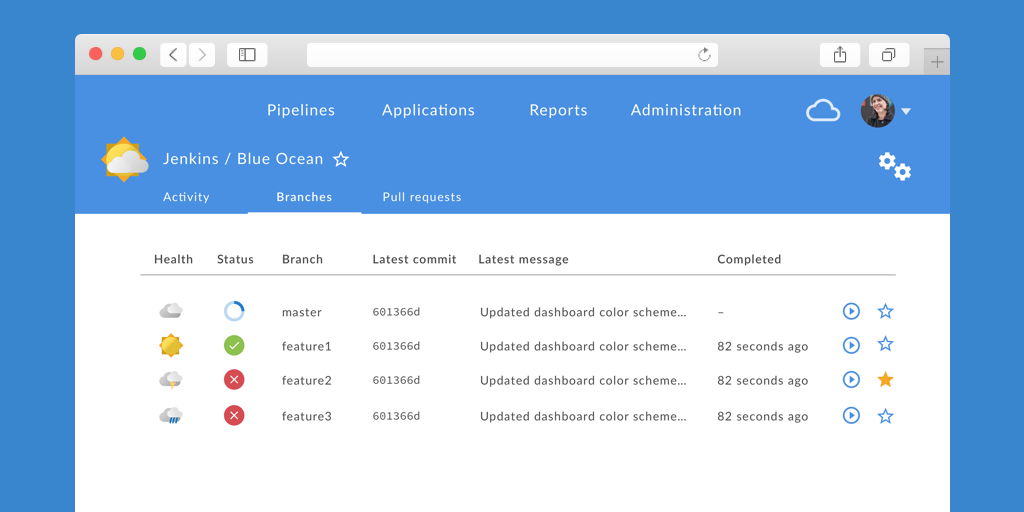 Pipelines Applications Reports Administration
Jenkins / Blue Ocean
Activity Branches Pull requests
Health Status Branch Latest commit Latest message Completed
master 601366d Updated dashboard color scheme... –
feature1 601366d Updated dashboard color scheme... 82 seconds ago
feature2 601366d Updated dashboard color scheme... 82 seconds ago
feature3 601366d Updated dashboard color scheme... 82 seconds ago